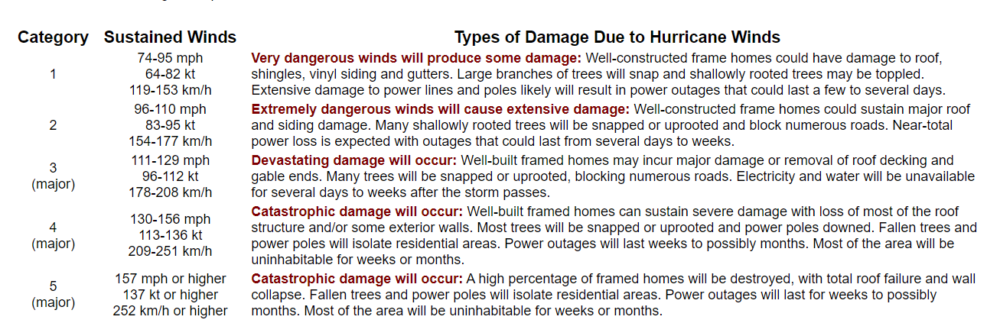 Category Sustained Winds Types of Damage Due to Hurricane Winds
1
74-95 mph
64-82 kt
119-153 km/h
Very dangerous winds will produce some damage: Well-constructed frame homes could have damage to roof,
shingles, vinyl siding and gutters. Large branches of trees will snap and shallowly rooted trees may be toppled.
Extensive damage to power lines and poles likely will result in power outages that could last a few to several days.
2
96-110 mph
83-95 kt
154-177 km/h
Extremely dangerous winds will cause extensive damage: Well-constructed frame homes could sustain major roof
and siding damage. Many shallowly rooted trees will be snapped or uprooted and block numerous roads. Near-total
power loss is expected with outages that could last from several days to weeks.
3
(major)
111-129 mph
96-112 kt
178-208 km/h
Devastating damage will occur: Well-built framed homes may incur major damage or removal of roof decking and
gable ends. Many trees will be snapped or uprooted, blocking numerous roads. Electricity and water will be unavailable
for several days to weeks after the storm passes.
4
(major)
130-156 mph
113-136 kt
209-251 km/h
Catastrophic damage will occur: Well-built framed homes can sustain severe damage with loss of most of the roof
structure and/or some exterior walls. Most trees will be snapped or uprooted and power poles downed. Fallen trees and
power poles will isolate residential areas. Power outages will last weeks to possibly months. Most of the area will be
uninhabitable for weeks or months.
5
(major)
157 mph or higher
137 kt or higher
252 km/h or higher
Catastrophic damage will occur: A high percentage of framed homes will be destroyed, with total roof failure and wall
collapse. Fallen trees and power poles will isolate residential areas. Power outages will last for weeks to possibly
months. Most of the area will be uninhabitable for weeks or months.